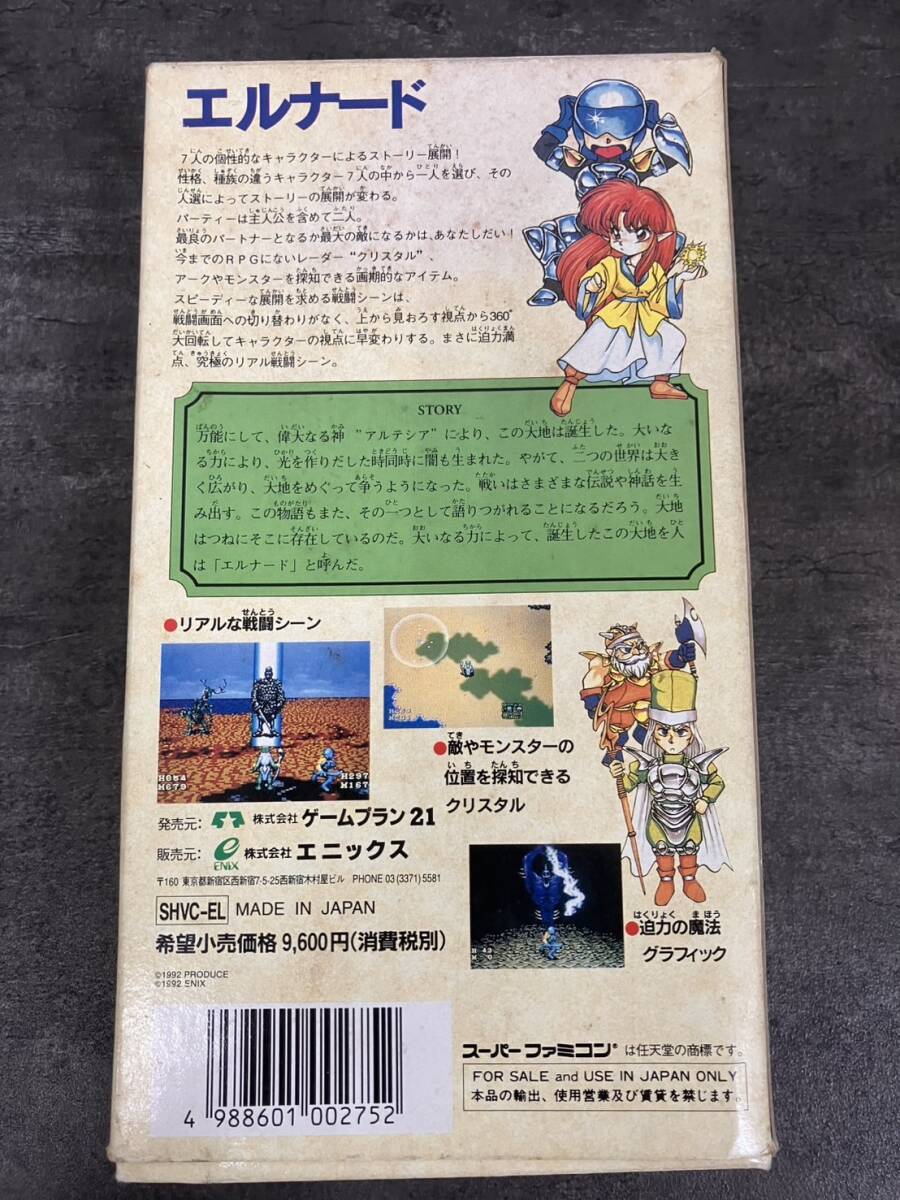 エルナード
7人の個性的なキャラクターによるストーリー展開!
性格、種族の違うキャラクター7人の中から一人を選び、その
人選によってストーリーの展開が変わる。
パーティーは主人公を含めて二人。
最良のパートナーとなるか最大の敵になるかは、あなたしだい!
今までのRPGにないレーダー“クリスタル”、
アークやモンスターを探知できる画期的なアイテム。
スピーディーな展開を求める戦闘シーンは、
戦闘画面への切り替わりがなく、上から見おろす視点から360°
大回転してキャラクターの視点に早変わりする。まさに迫力満
点、究極のリアル戦闘シーン。
STORY
万能にして、偉大なる神 “アルテシア”により、この大地は誕生した。大いな
る力により、光を作りだした時同時に闇も生まれた。やがて、二つの世界は大き
く広がり、大地をめぐって争うようになった。戦いはさまざまな伝説や神話を生
み出す。この物語もまた、その一つとして語りつがれることになるだろう。大地
はつねにそこに存在しているのだ。大いなる力によって、誕生したこの大地を人
は「エルナード」と呼んだ。
●リアルな戦闘シーン
H064
M679
H297
M167
●敵やモンスターの
位置を探知できる
クリスタル
発売元: 株式会社 ゲームプラン21
販売元: ENIX 株式会社 エニックス
〒160 東京都新宿区西新宿7-5-25西新宿木村屋ビル PHONE 03(3371)5581
SHVC-EL MADE IN JAPAN
希望小売価格 9,600円(消費税別)
●迫力の魔法
グラフィック
©1992 PRODUCE
©1992 ENIX
4 988601 002752
スーパーファミコン® は任天堂の商標です。
FOR SALE and USE IN JAPAN ONLY
本品の輸出、使用営業及び賃貸を禁じます。